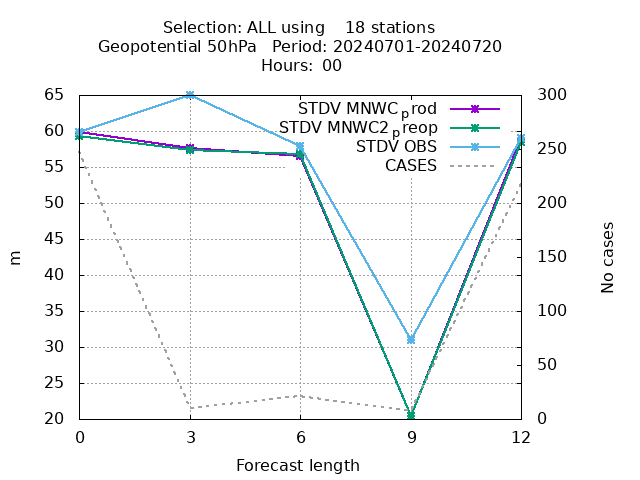 Selection: ALL using    18 stations
Geopotential 50hPa   Period: 20240701-20240720
Hours: 00
65
60
55
50
45
40
35
30
25
20
m
300
250
200
150
100
50
0
No cases
STDV MNWCprod
STDV MNWC2preop
STDV OBS
CASES
0 3 6 9 12
Forecast length